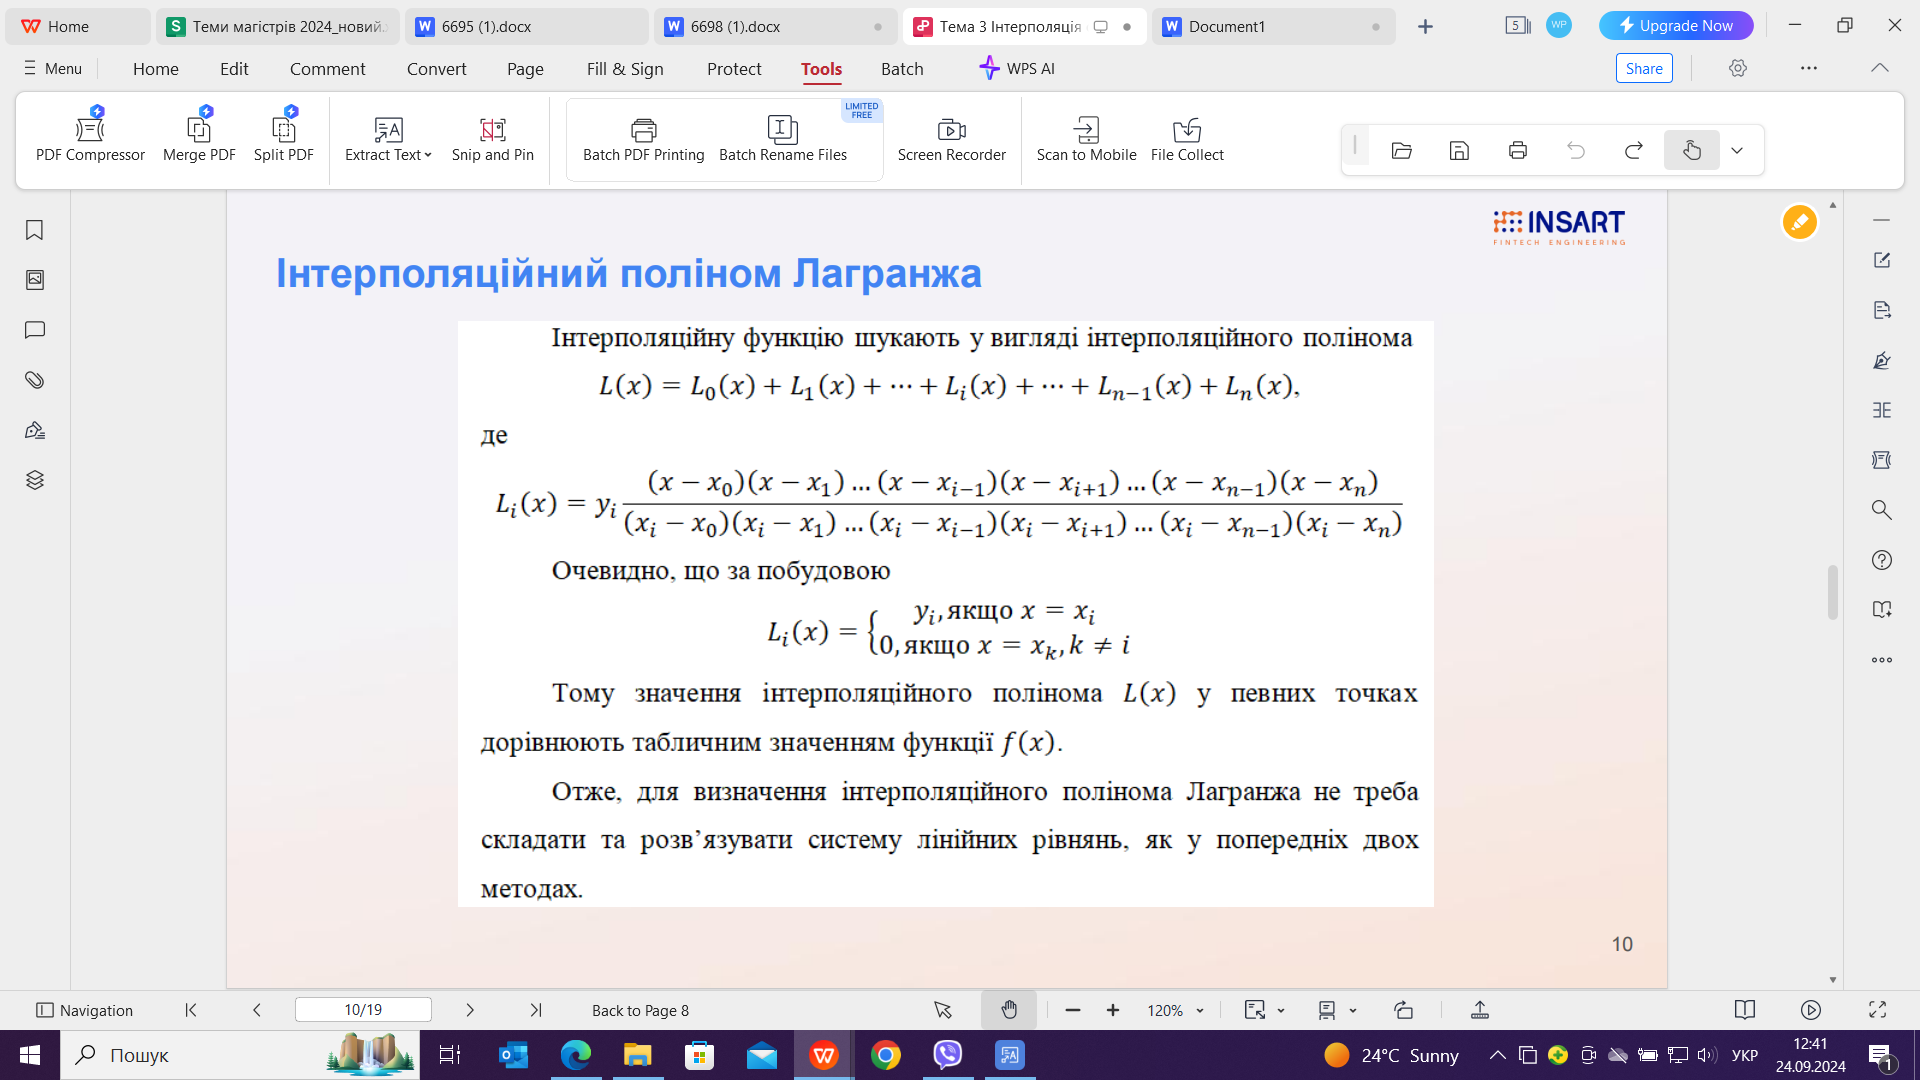 Home
Теми магістрів 2024_новий.
6695 (1).docx
6698 (1).docx
Тема 3 Інтерполяція
Document1
5
WP
Upgrade Now
Menu
Home
Edit
Comment
Convert
Page
Fill & Sign
Protect
Tools
Batch
WPS AI
Share
PDF Compressor
Merge PDF
Split PDF
Extract Text
Snip and Pin
Batch PDF Printing
Batch Rename Files
LIMITED
FREE
Screen Recorder
Scan to Mobile
File Collect
INSART
FINTECH ENGINEERING
Інтерполяційний поліном Лагранжа
Інтерполяційну функцію шукають у вигляді інтерполяційного полінома
L(x) = L₀(x) + L₁(x) + ⋯ + Lᵢ(x) + ⋯ + Lₙ₋₁(x) + Lₙ(x),
де
Lᵢ(x) = yᵢ (x − x₀)(x − x₁) … (x − xᵢ₋₁)(x − xᵢ₊₁) … (x − xₙ₋₁)(x − xₙ)
(xᵢ − x₀)(xᵢ − x₁) … (xᵢ − xᵢ₋₁)(xᵢ − xᵢ₊₁) … (xᵢ − xₙ₋₁)(xᵢ − xₙ)
Очевидно, що за побудовою
Lᵢ(x) = { yᵢ, якщо x = xᵢ
0, якщо x = xₖ, k ≠ i
Тому значення інтерполяційного полінома L(x) у певних точках
дорівнюють табличним значенням функції f(x).
Отже, для визначення інтерполяційного полінома Лагранжа не треба
складати та розв’язувати систему лінійних рівнянь, як у попередніх двох
методах.
10
Navigation
10/19
Back to Page 8
120%
Пошук
24°C Sunny
УКР
12:41
24.09.2024
1